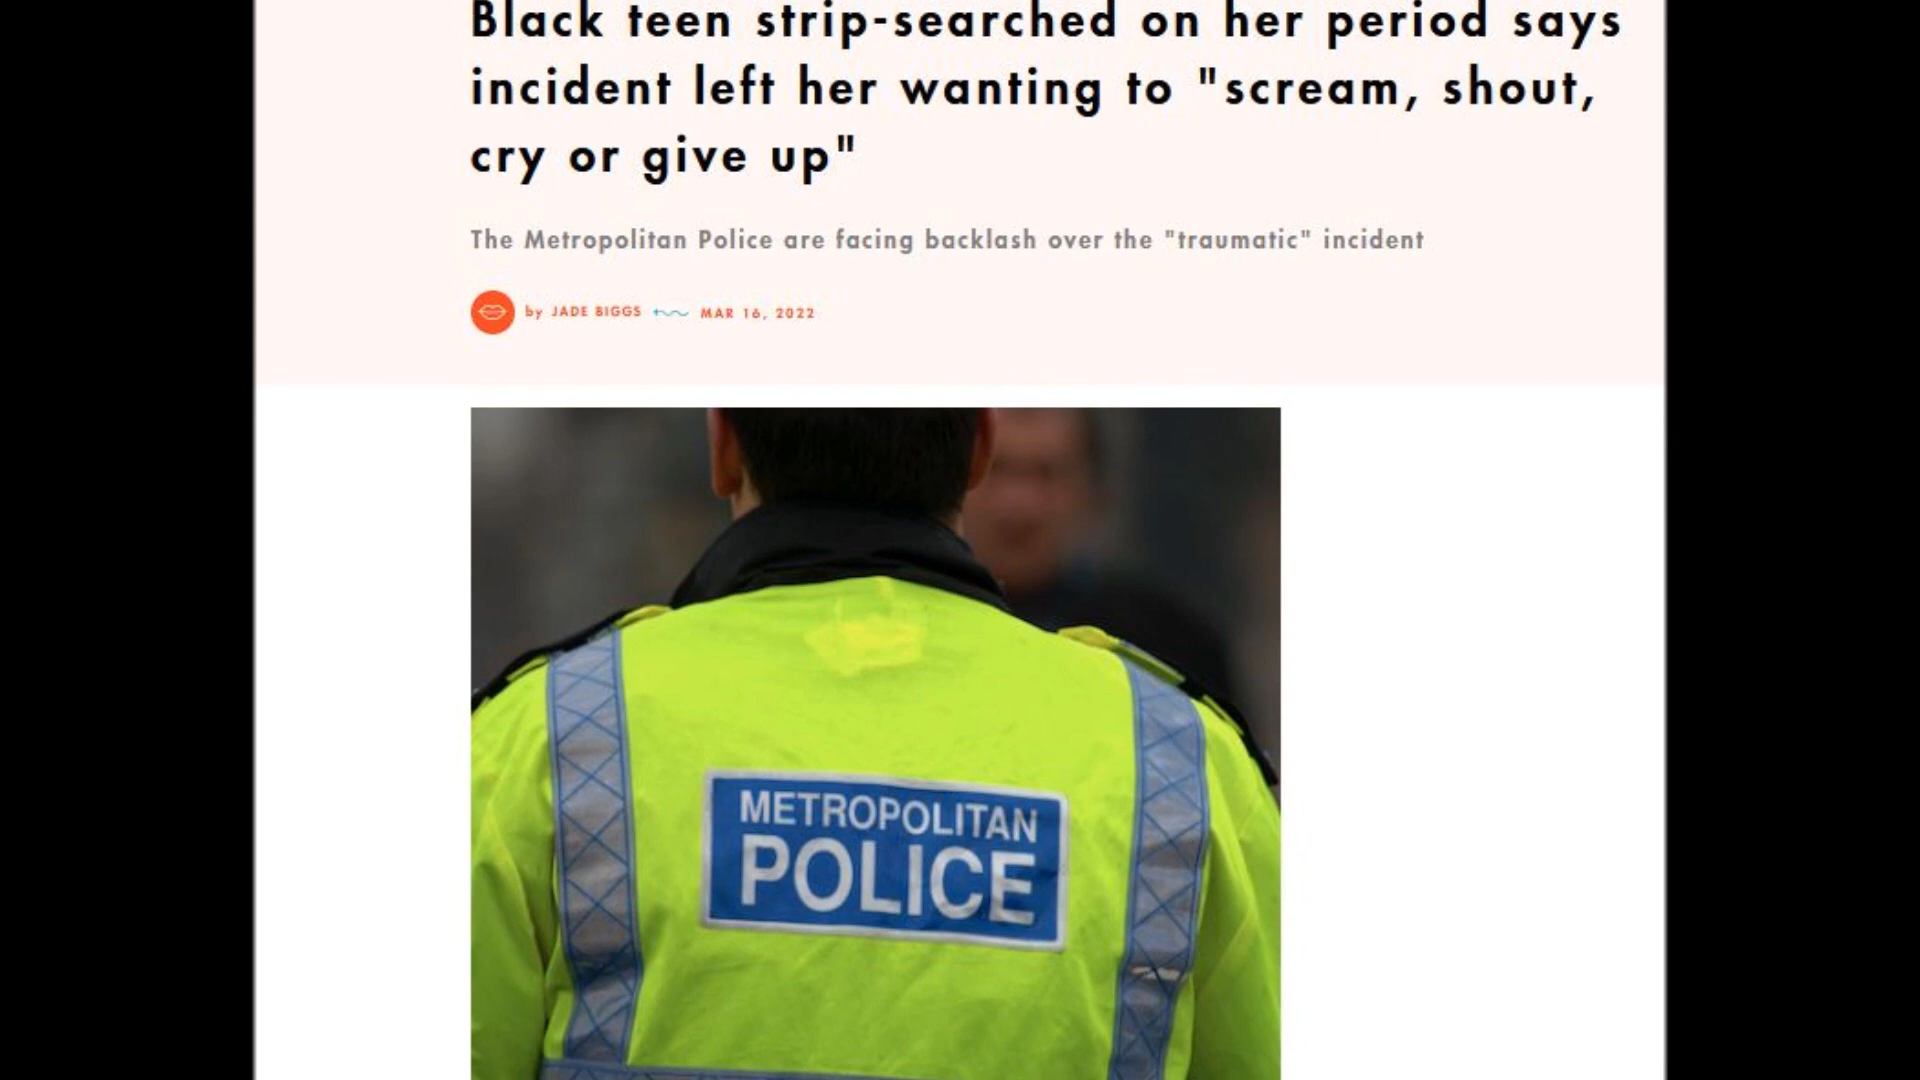 Black teen strip-searched on her period says
incident left her wanting to "scream, shout,
cry or give up"
The Metropolitan Police are facing backlash over the "traumatic" incident
by JADE BIGGS MAR 16, 2022
METROPOLITAN
POLICE